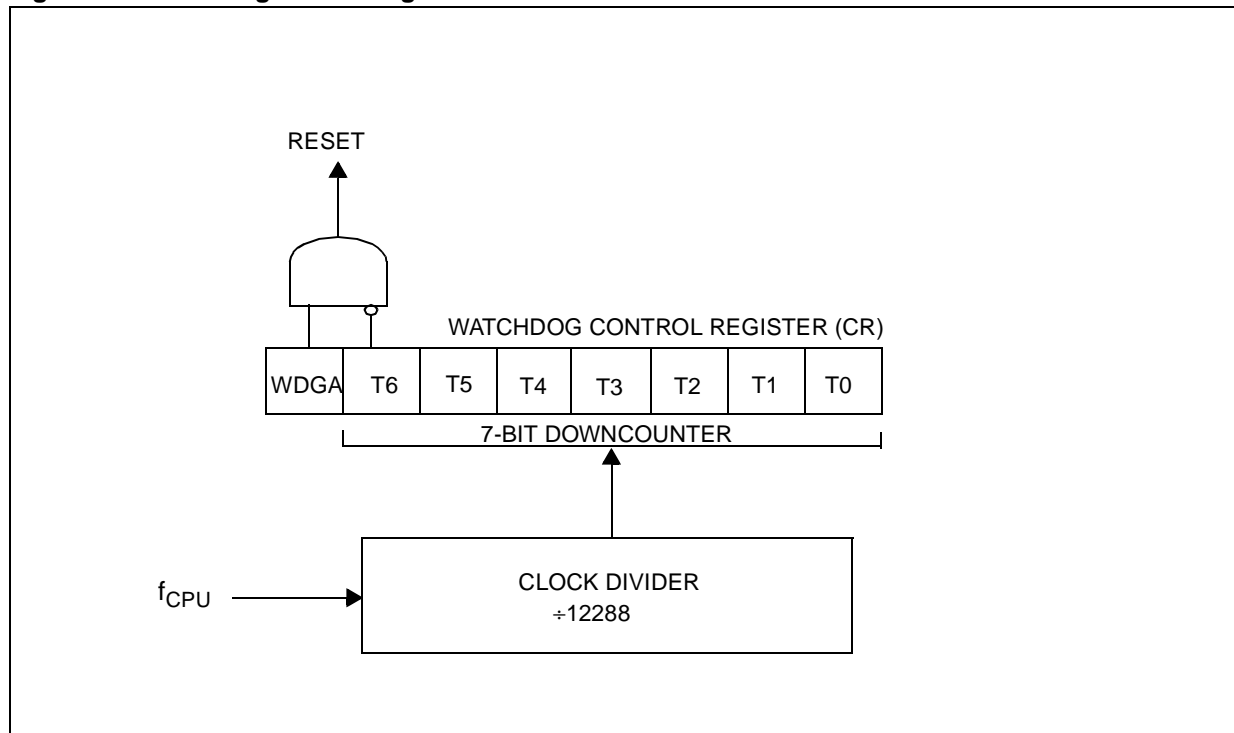 RESET
WATCHDOG CONTROL REGISTER (CR)
WDGA T6 T5 T4 T3 T2 T1 T0
7-BIT DOWNCOUNTER
fCPU
CLOCK DIVIDER
÷12288